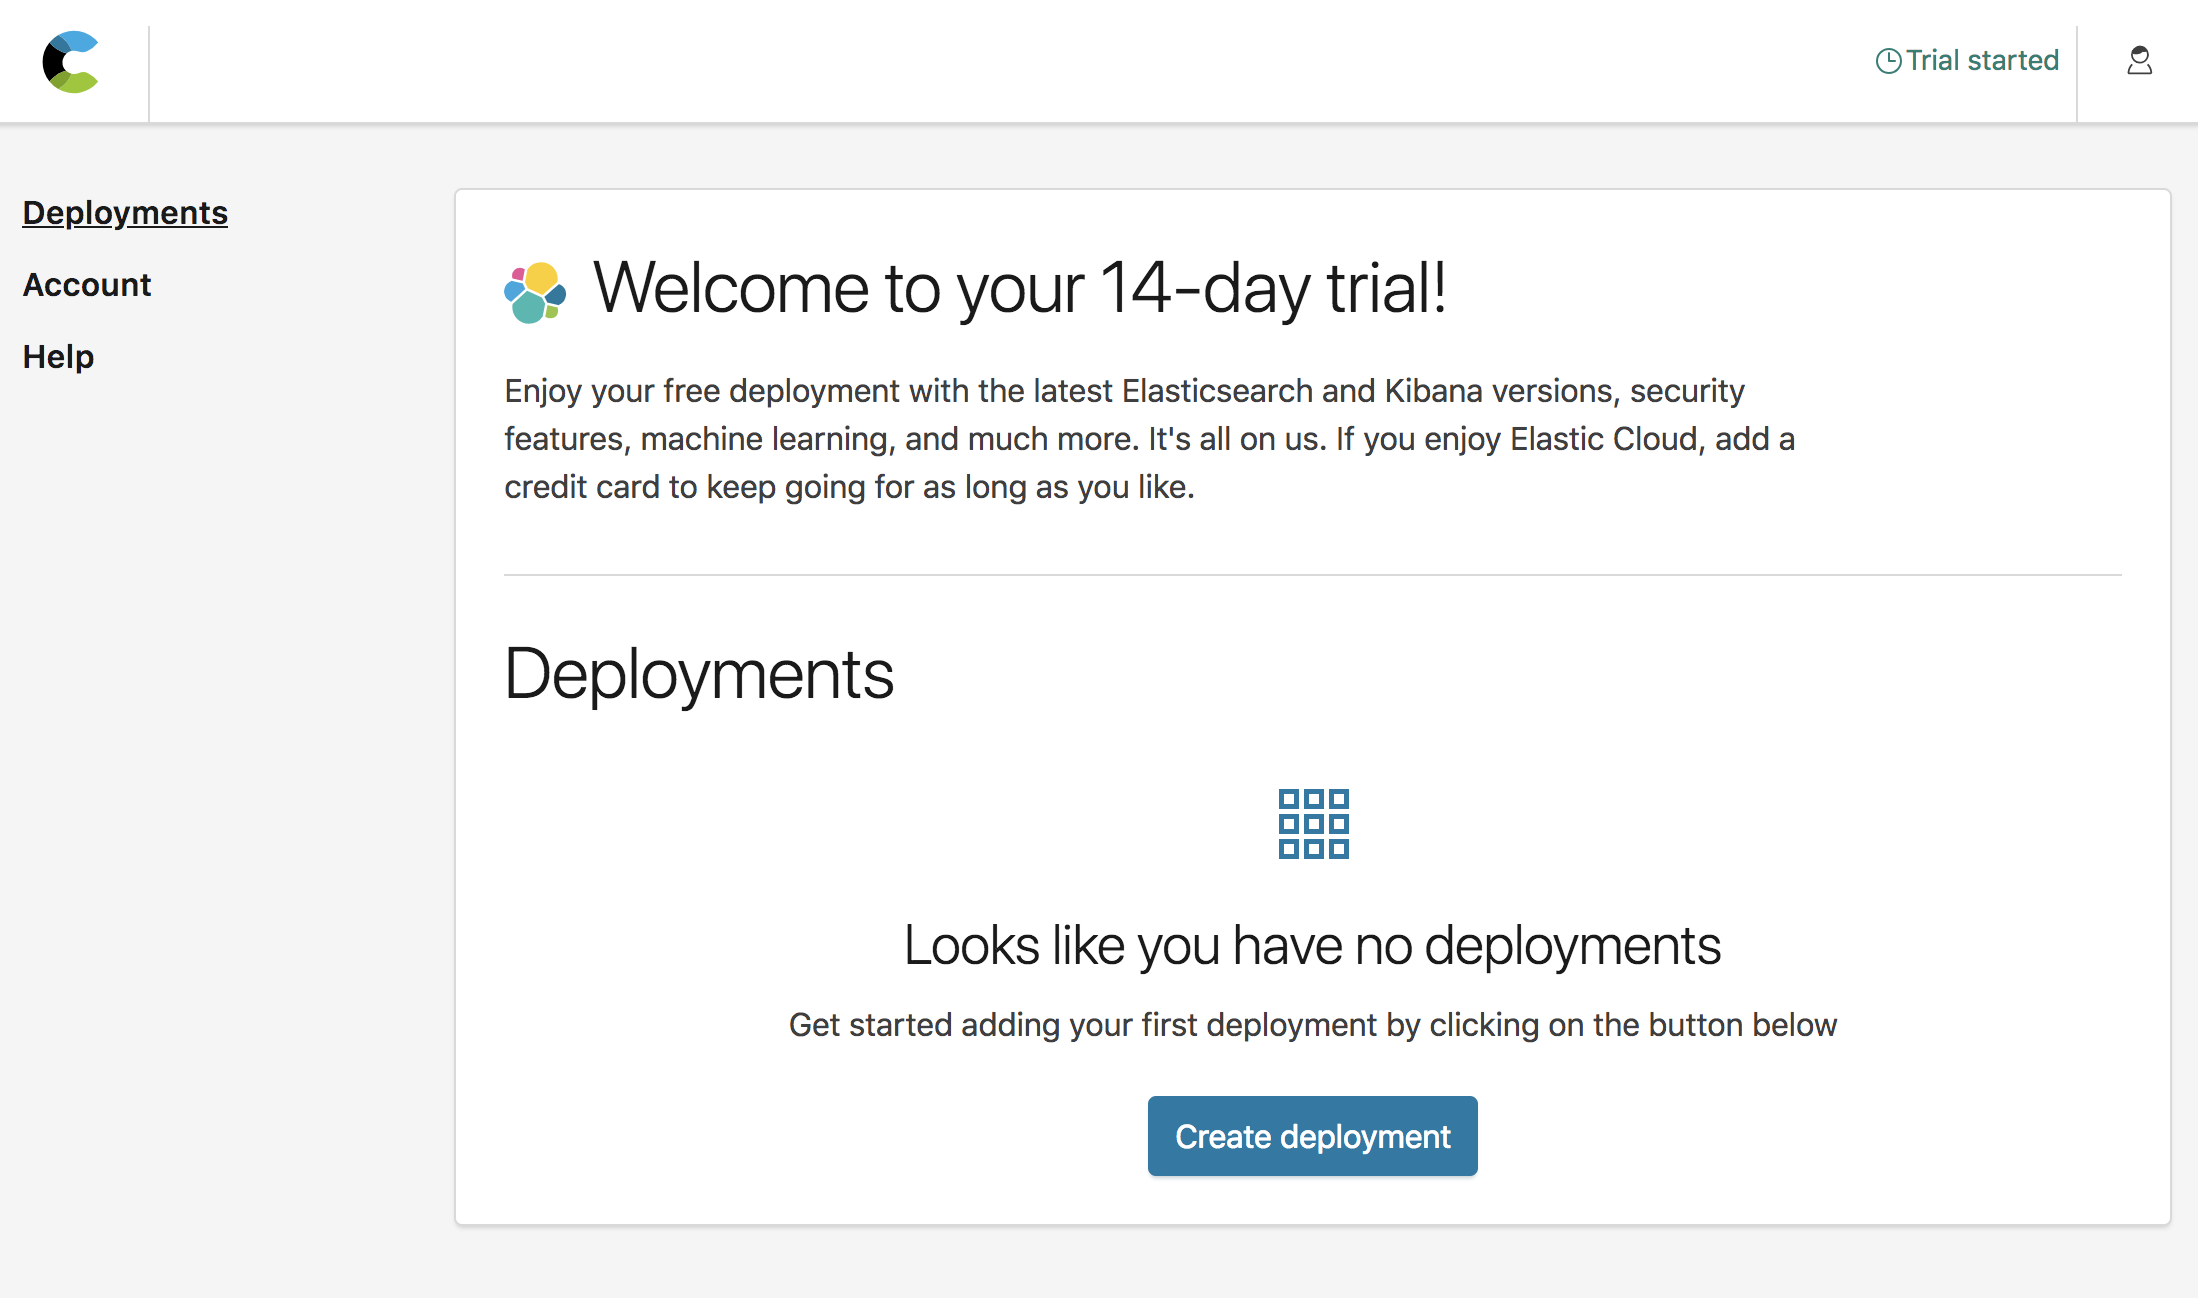 Trial started
Deployments
Account
Help
Welcome to your 14-day trial!
Enjoy your free deployment with the latest Elasticsearch and Kibana versions, security
features, machine learning, and much more. It's all on us. If you enjoy Elastic Cloud, add a
credit card to keep going for as long as you like.
Deployments
Looks like you have no deployments
Get started adding your first deployment by clicking on the button below
Create deployment